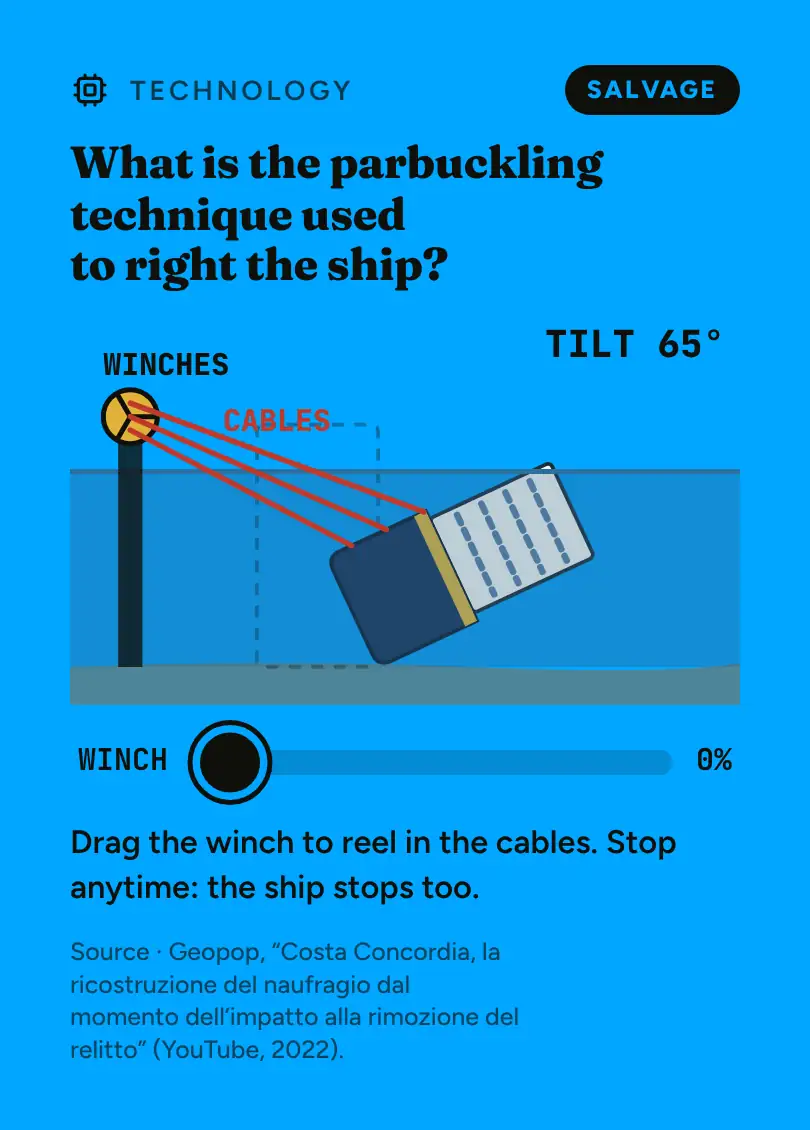 TECHNOLOGY
SALVAGE
What is the parbuckling
technique used
to right the ship?
TILT 65°
WINCHES
CABLES
WINCH
0%
Drag the winch to reel in the cables. Stop
anytime: the ship stops too.
Source · Geopop, “Costa Concordia, la
ricostruzione del naufragio dal
momento dell’impatto alla rimozione del
relitto” (YouTube, 2022).